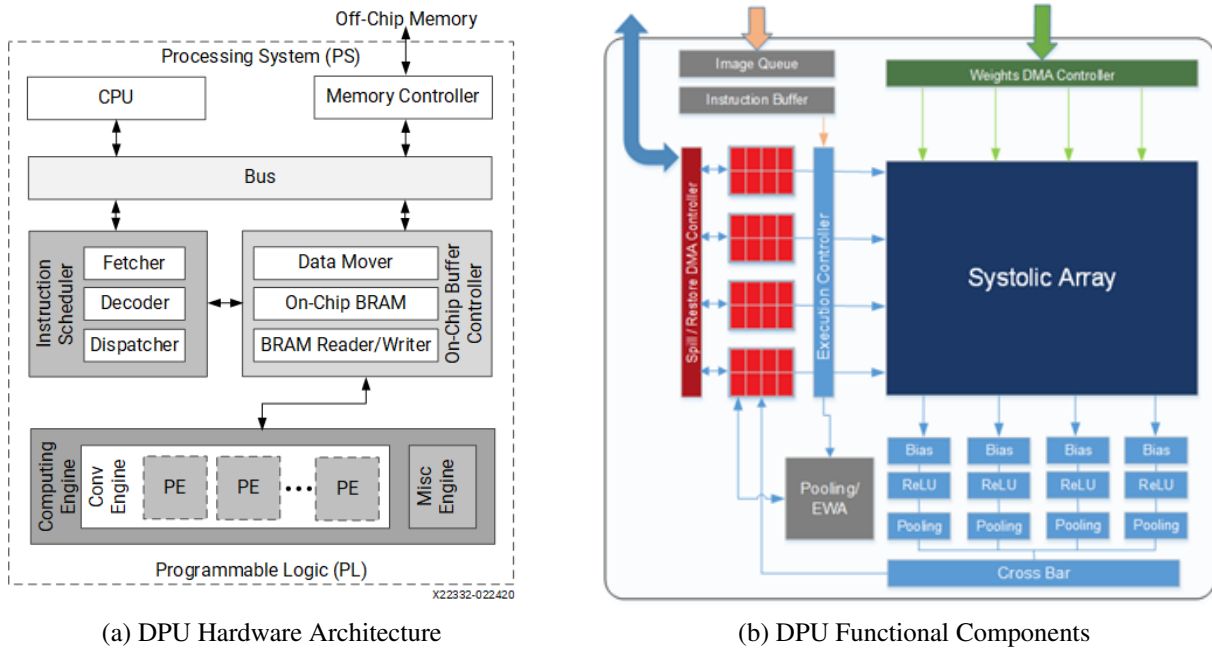 Off-Chip Memory
Processing System (PS)
CPU
Memory Controller
Bus
Instruction
Scheduler
Fetcher
Decoder
Dispatcher
Data Mover
On-Chip BRAM
BRAM Reader/Writer
On-Chip Buffer
Controller
Computing
Engine
Conv
Engine
PE
PE
PE
Misc
Engine
Programmable Logic (PL)
X22332-022420
(a) DPU Hardware Architecture
Image Queue
Instruction Buffer
Weights DMA Controller
Spill / Restore DMA Controller
Execution Controller
Systolic Array
Pooling/
EWA
Bias
Bias
Bias
Bias
ReLU
ReLU
ReLU
ReLU
Pooling
Pooling
Pooling
Pooling
Cross Bar
(b) DPU Functional Components